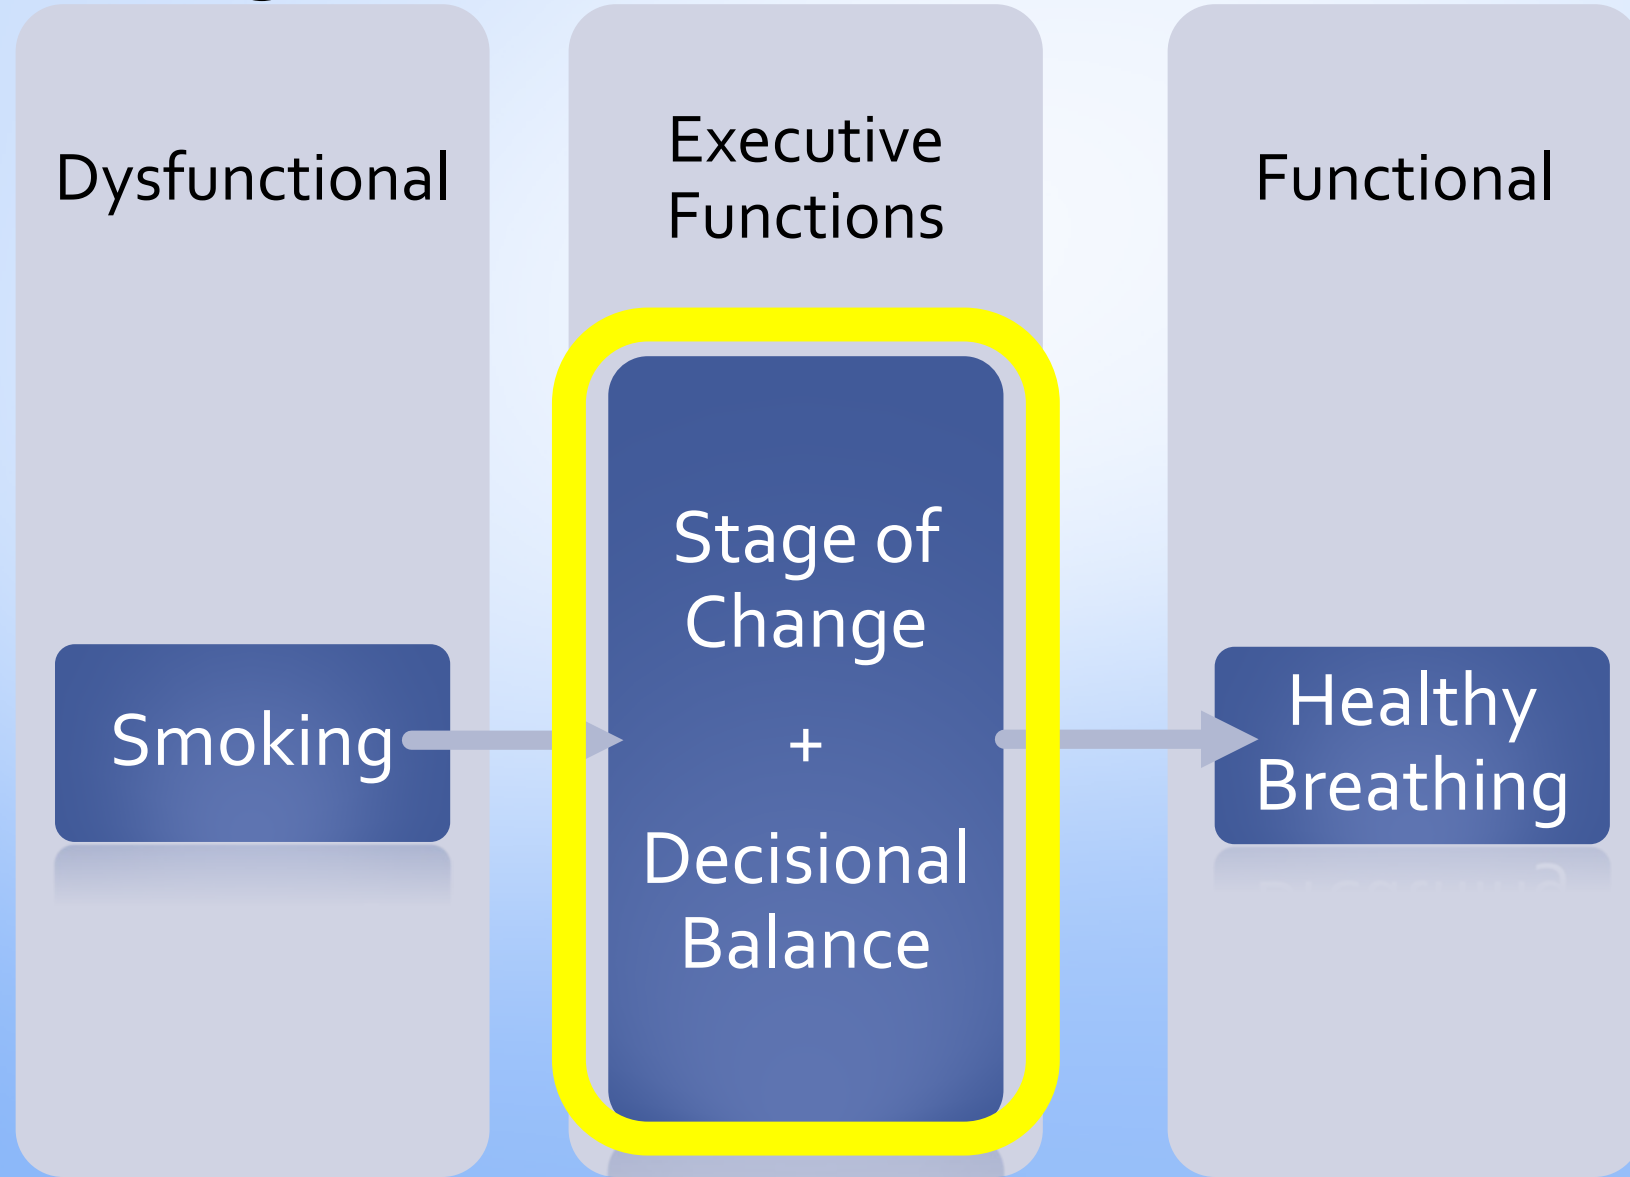 Dysfunctional
Executive
Functions
Functional
Smoking
Stage of
Change
+
Decisional
Balance
Healthy
Breathing